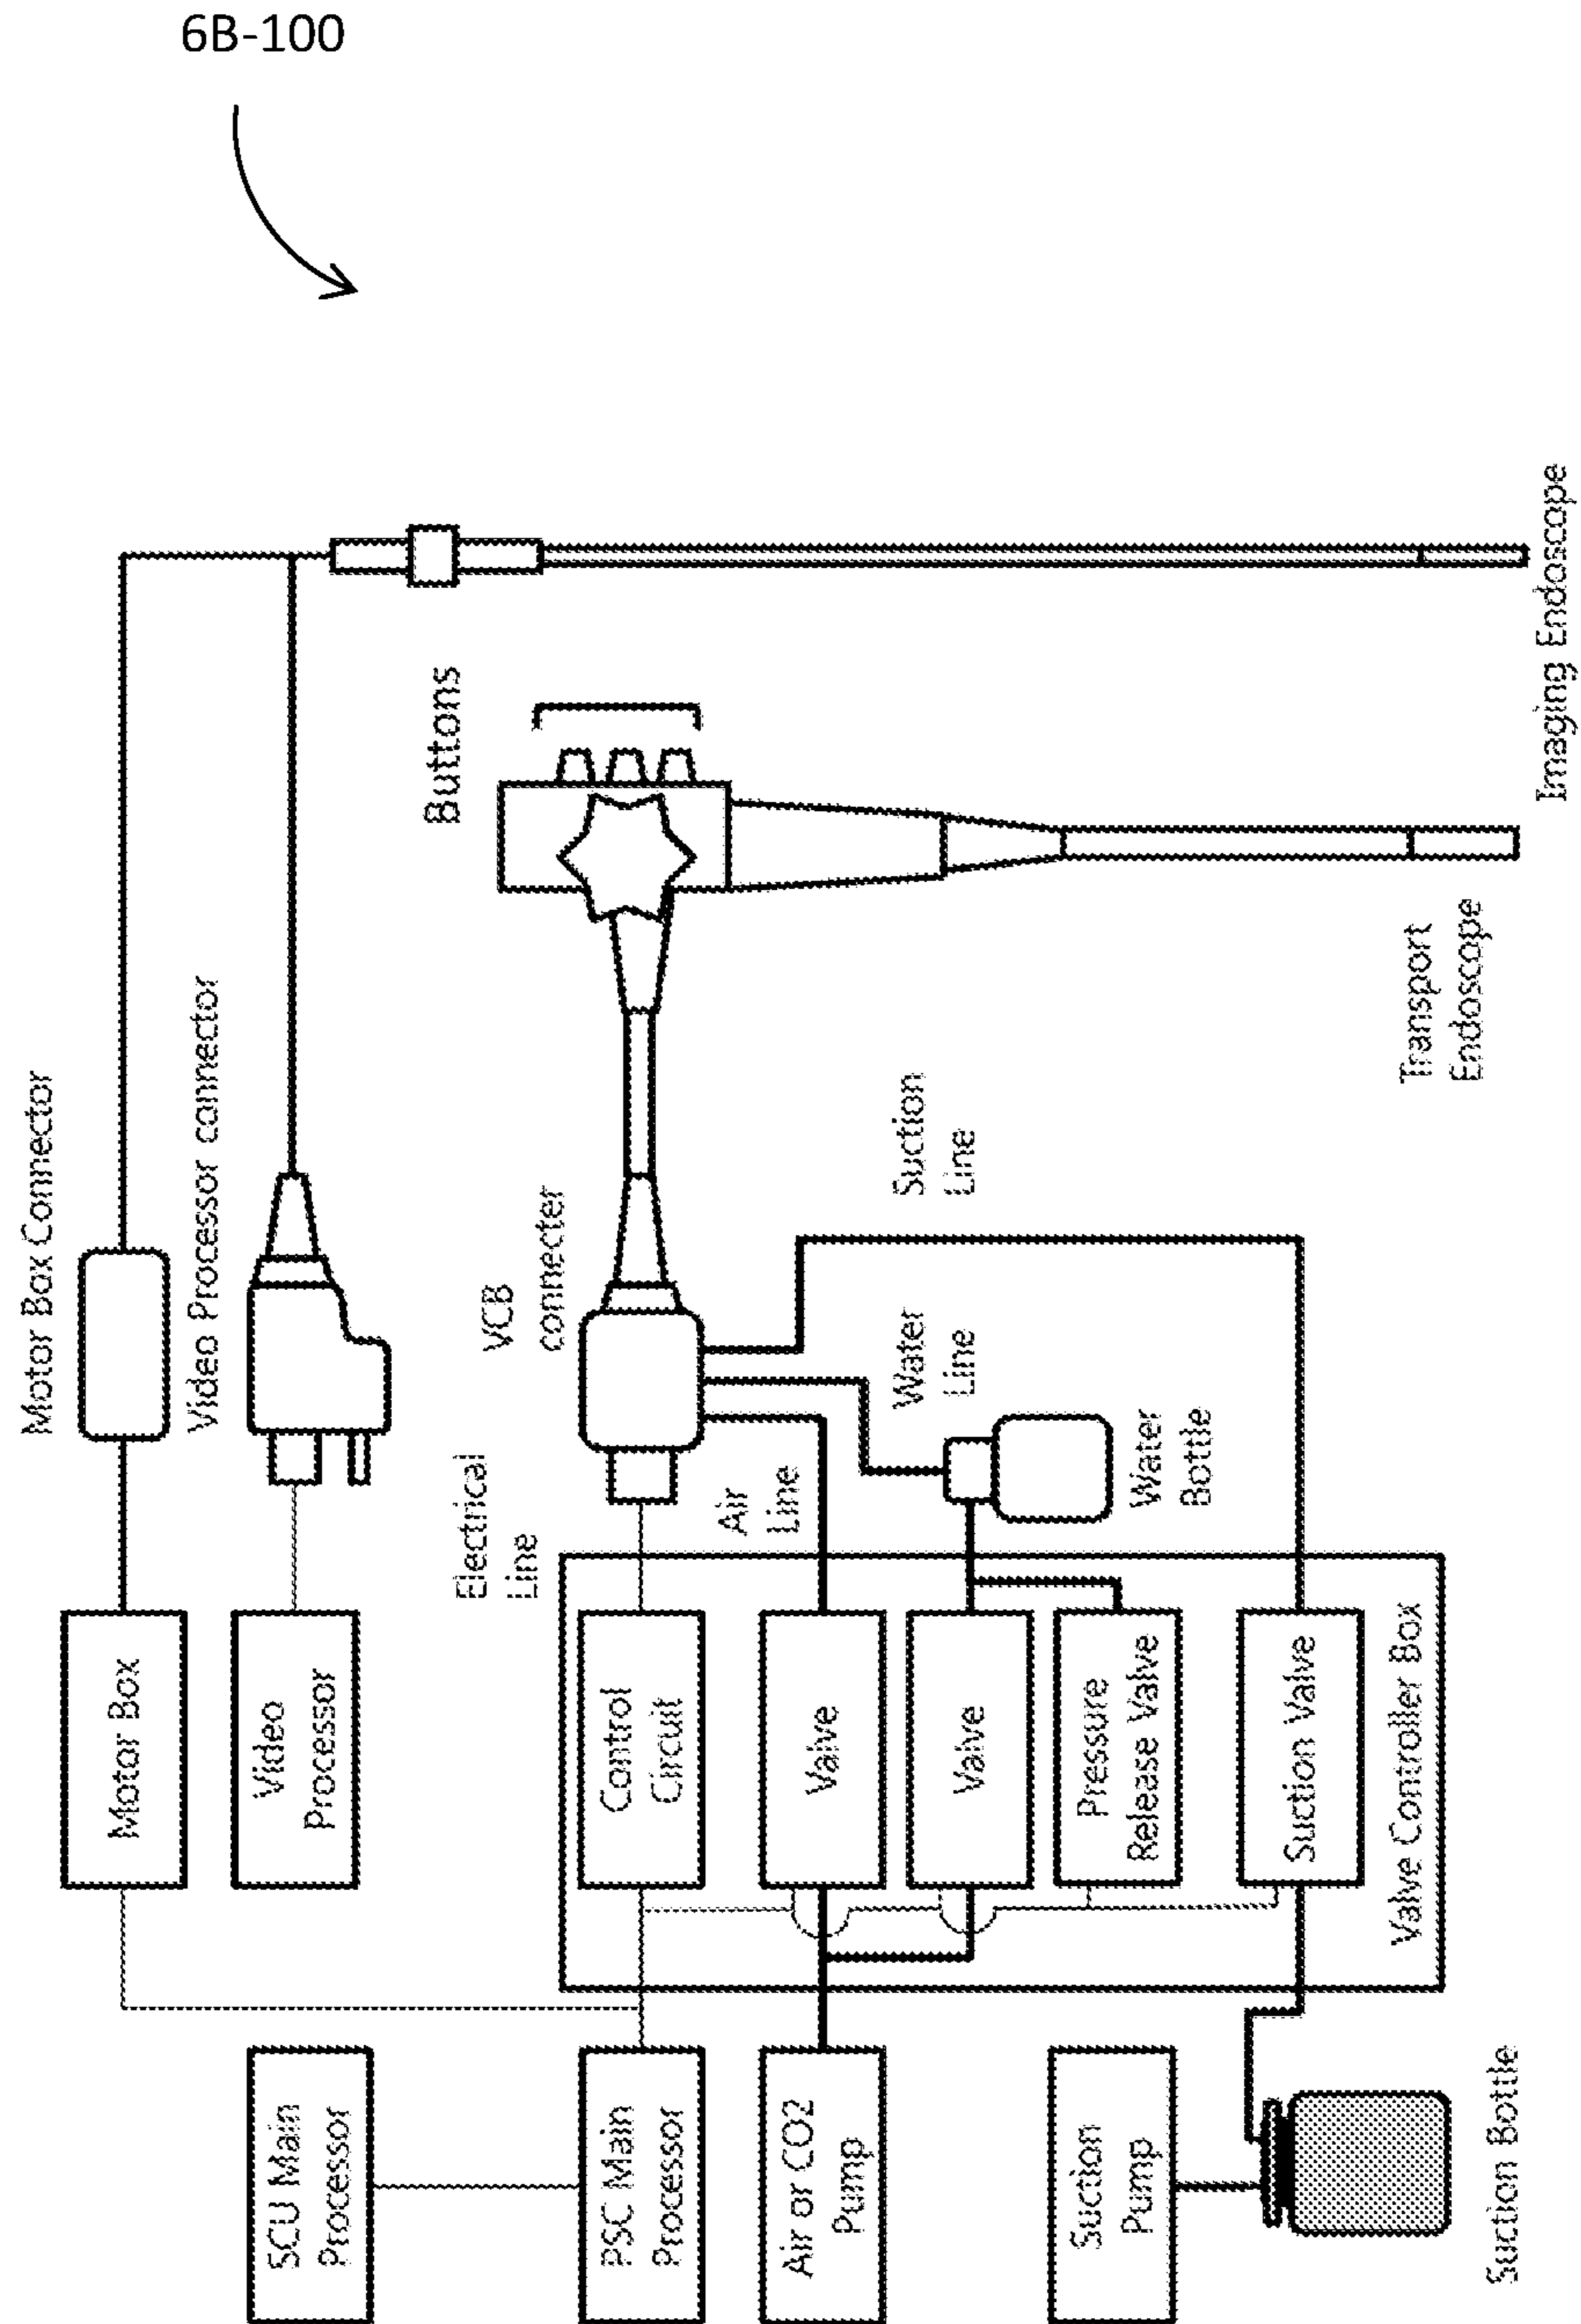 6B-100
Motor Box Connector
Video Processor connector
Buttons
Imaging Endoscope
Transport
Endoscope
VCB
connecter
Suction
Line
Water
Line
Water
Bottle
Air
Line
Electrical
Line
Motor Box
Video
Processor
Control
Circuit
Valve
Valve
Pressure
Release Valve
Suction Valve
Valve Controller Box
SCU Main
Processor
PSC Main
Processor
Air or CO2
Pump
Suction
Pump
Suction Bottle